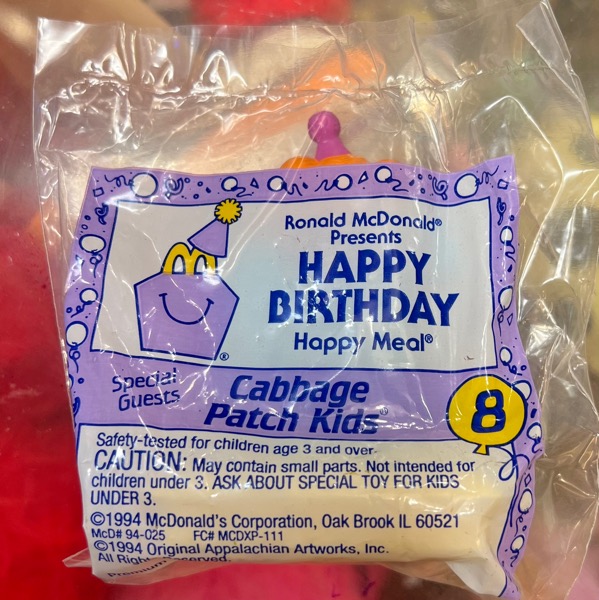 Ronald McDonald®
Presents
HAPPY
BIRTHDAY
Happy Meal®
®
Special
Guests
Cabbage
Patch Kids®
8
Safety-tested for children age 3 and over.
CAUTION: May contain small parts. Not intended for
children under 3. ASK ABOUT SPECIAL TOY FOR KIDS
UNDER 3.
©1994 McDonald's Corporation, Oak Brook IL 60521
McD# 94-025 FC# MCDXP-111
©1994 Original Appalachian Artworks, Inc.
All Rights Reserved.